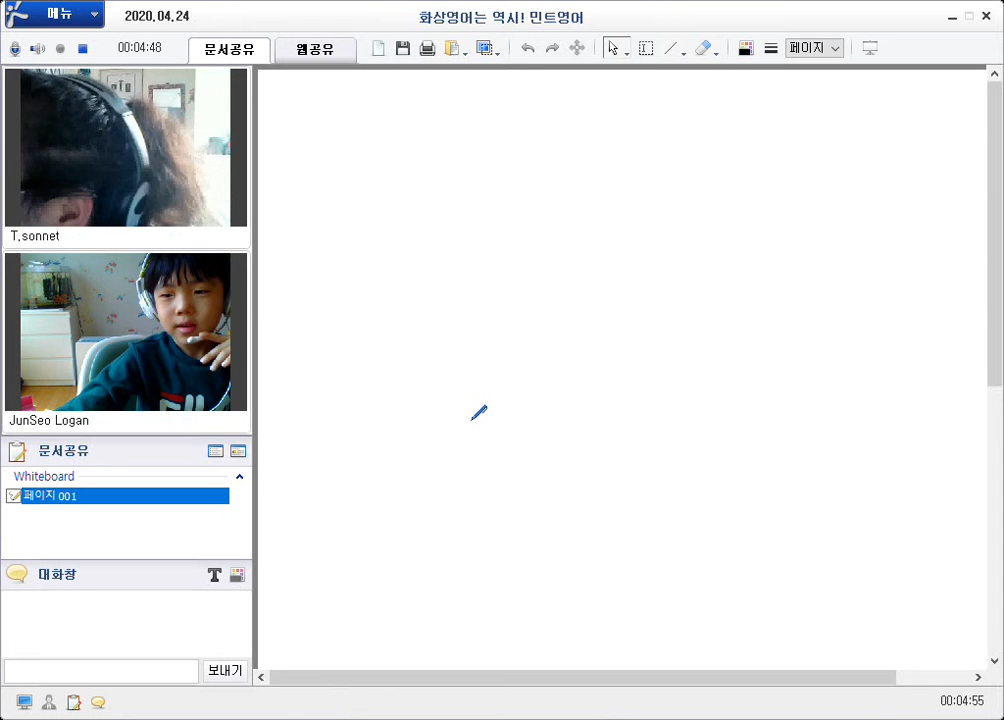 메뉴
2020.04.24
화상영어는 역시! 민트영어
00:04:48
문서공유
웹공유
페이지
T.sonnet
JunSeo Logan
문서공유
Whiteboard
페이지 001
대화창
보내기
00:04:55